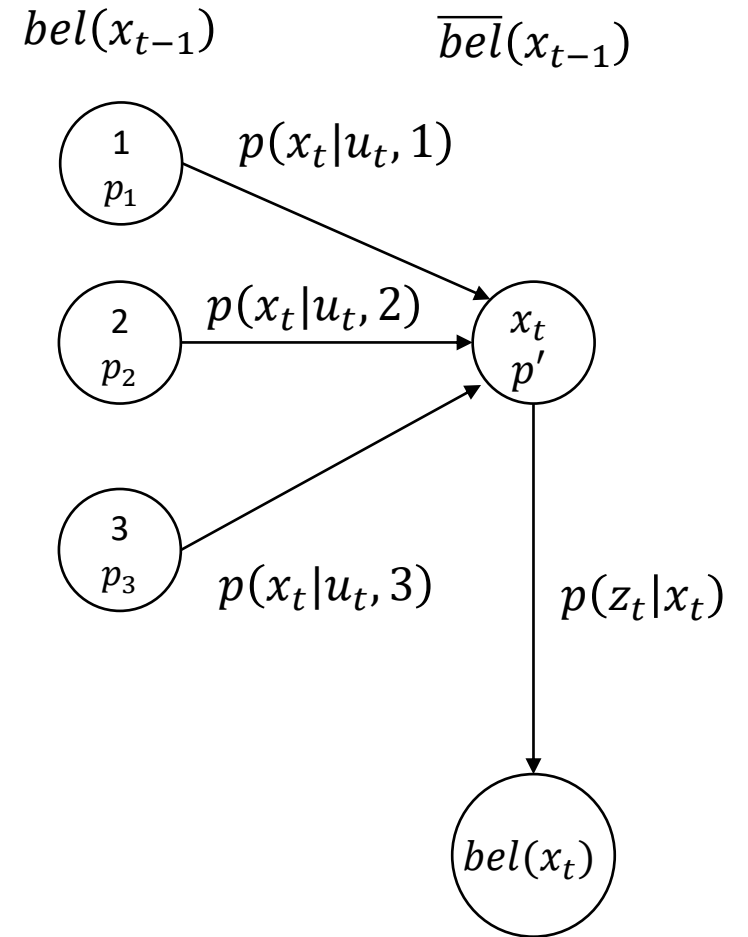 bel(x_{t−1})
\overline{bel}(x_{t−1})
1
p_1
p(x_t|u_t, 1)
2
p_2
p(x_t|u_t, 2)
x_t
p′
3
p_3
p(x_t|u_t, 3)
p(z_t|x_t)
bel(x_t)